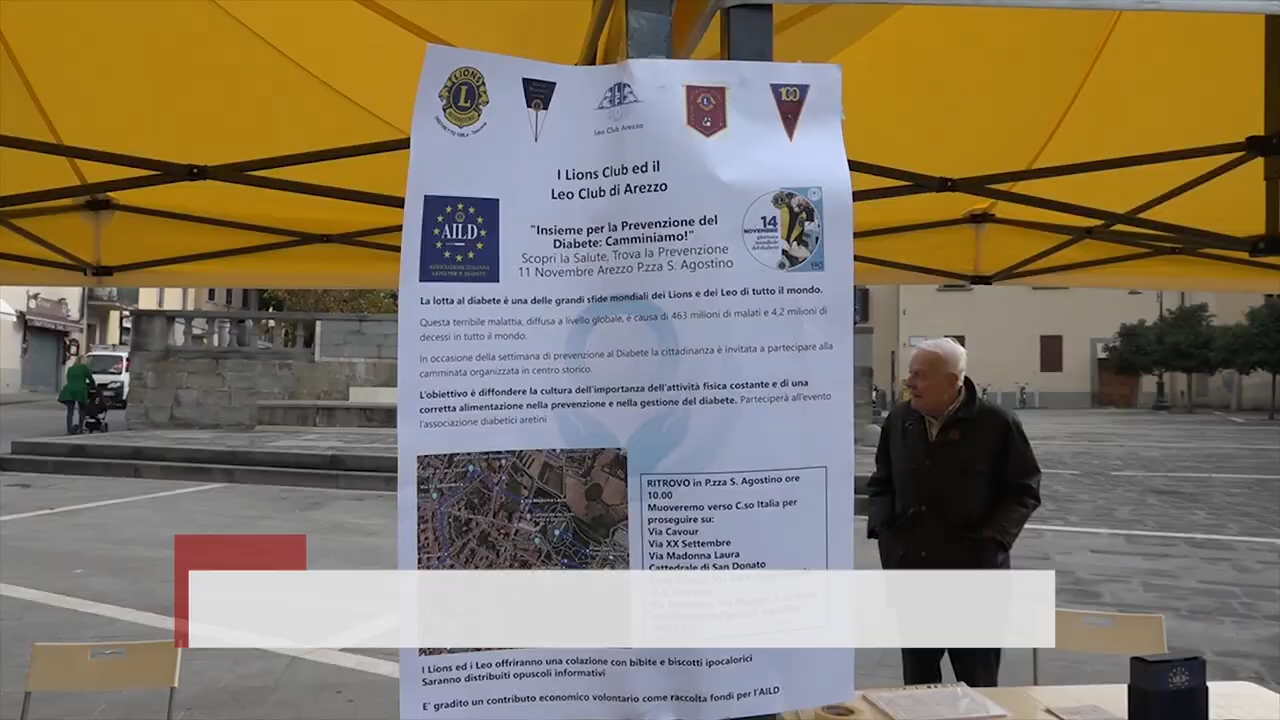 LIONS
L
DISTRETTO 108La - Toscana
Leo Club Arezzo
100
I Lions Club ed il
Leo Club di Arezzo
AILD
ASSOCIAZIONE ITALIANA
LIONS PER IL DIABETE
"Insieme per la Prevenzione del
Diabete: Camminiamo!"
Scopri la Salute, Trova la Prevenzione
11 Novembre Arezzo P.zza S. Agostino
14
NOVEMBRE
giornata
mondiale
del diabete
La lotta al diabete è una delle grandi sfide mondiali dei Lions e dei Leo di tutto il mondo.
Questa terribile malattia, diffusa a livello globale, è causa di 463 milioni di malati e 4,2 milioni di
decessi in tutto il mondo.
In occasione della settimana di prevenzione al Diabete la cittadinanza è invitata a partecipare alla
camminata organizzata in centro storico.
L'obiettivo è diffondere la cultura dell'importanza dell'attività fisica costante e di una
corretta alimentazione nella prevenzione e nella gestione del diabete. Parteciperà all'evento
l'associazione diabetici aretini
Via Madonna Laura
RITROVO in P.zza S. Agostino ore
10.00
Muoveremo verso C.so Italia per
proseguire su:
Via Cavour
Via XX Settembre
Via Madonna Laura
Cattedrale di San Donato
I Lions ed i Leo offriranno una colazione con bibite e biscotti ipocalorici
Saranno distribuiti opuscoli informativi
E' gradito un contributo economico volontario come raccolta fondi per l'AILD
AILD